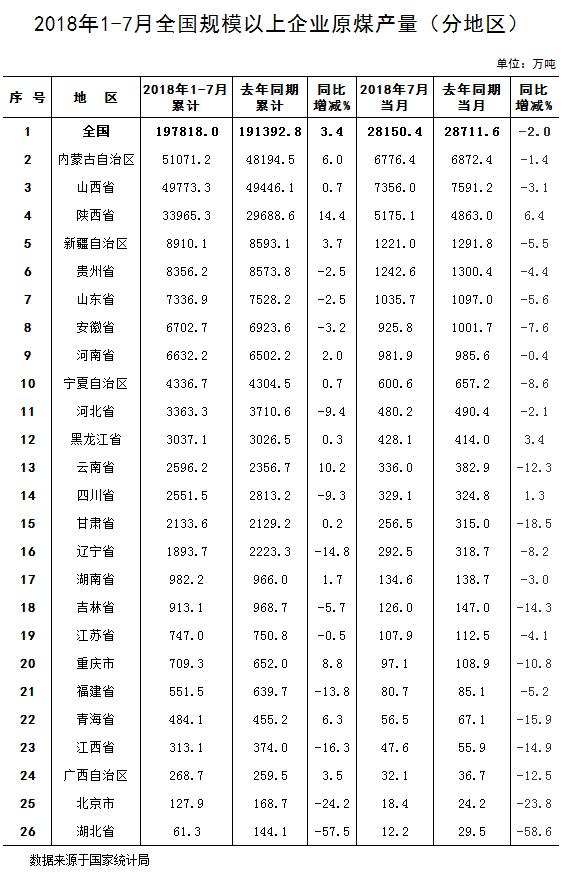 2018年1-7月全国规模以上企业原煤产量（分地区）
单位：万吨
序 号 地 区 2018年1-7月累计 去年同期累计 同比增减% 2018年7月当月 去年同期当月 同比增减%
1 全国 197818.0 191392.8 3.4 28150.4 28711.6 -2.0
2 内蒙古自治区 51071.2 48194.5 6.0 6776.4 6872.4 -1.4
3 山西省 49773.3 49446.1 0.7 7356.0 7591.2 -3.1
4 陕西省 33965.3 29688.6 14.4 5175.1 4863.0 6.4
5 新疆自治区 8910.1 8593.1 3.7 1221.0 1291.8 -5.5
6 贵州省 8356.2 8573.8 -2.5 1242.6 1300.4 -4.4
7 山东省 7336.9 7528.2 -2.5 1035.7 1097.0 -5.6
8 安徽省 6702.7 6923.6 -3.2 925.8 1001.7 -7.6
9 河南省 6632.2 6502.2 2.0 981.9 985.6 -0.4
10 宁夏自治区 4336.7 4304.5 0.7 600.6 657.2 -8.6
11 河北省 3363.3 3710.6 -9.4 480.2 490.4 -2.1
12 黑龙江省 3037.1 3026.5 0.3 428.1 414.0 3.4
13 云南省 2596.2 2356.7 10.2 336.0 382.9 -12.3
14 四川省 2551.5 2813.2 -9.3 329.1 324.8 1.3
15 甘肃省 2133.6 2129.2 0.2 256.5 315.0 -18.5
16 辽宁省 1893.7 2223.3 -14.8 292.5 318.7 -8.2
17 湖南省 982.2 966.0 1.7 134.6 138.7 -3.0
18 吉林省 913.1 968.7 -5.7 126.0 147.0 -14.3
19 江苏省 747.0 750.8 -0.5 107.9 112.5 -4.1
20 重庆市 709.3 652.0 8.8 97.1 108.9 -10.8
21 福建省 551.5 639.7 -13.8 80.7 85.1 -5.2
22 青海省 484.1 455.2 6.3 56.5 67.1 -15.9
23 江西省 313.1 374.0 -16.3 47.6 55.9 -14.9
24 广西自治区 268.7 259.5 3.5 32.1 36.7 -12.5
25 北京市 127.9 168.7 -24.2 18.4 24.2 -23.8
26 湖北省 61.3 144.1 -57.5 12.2 29.5 -58.6
数据来源于国家统计局